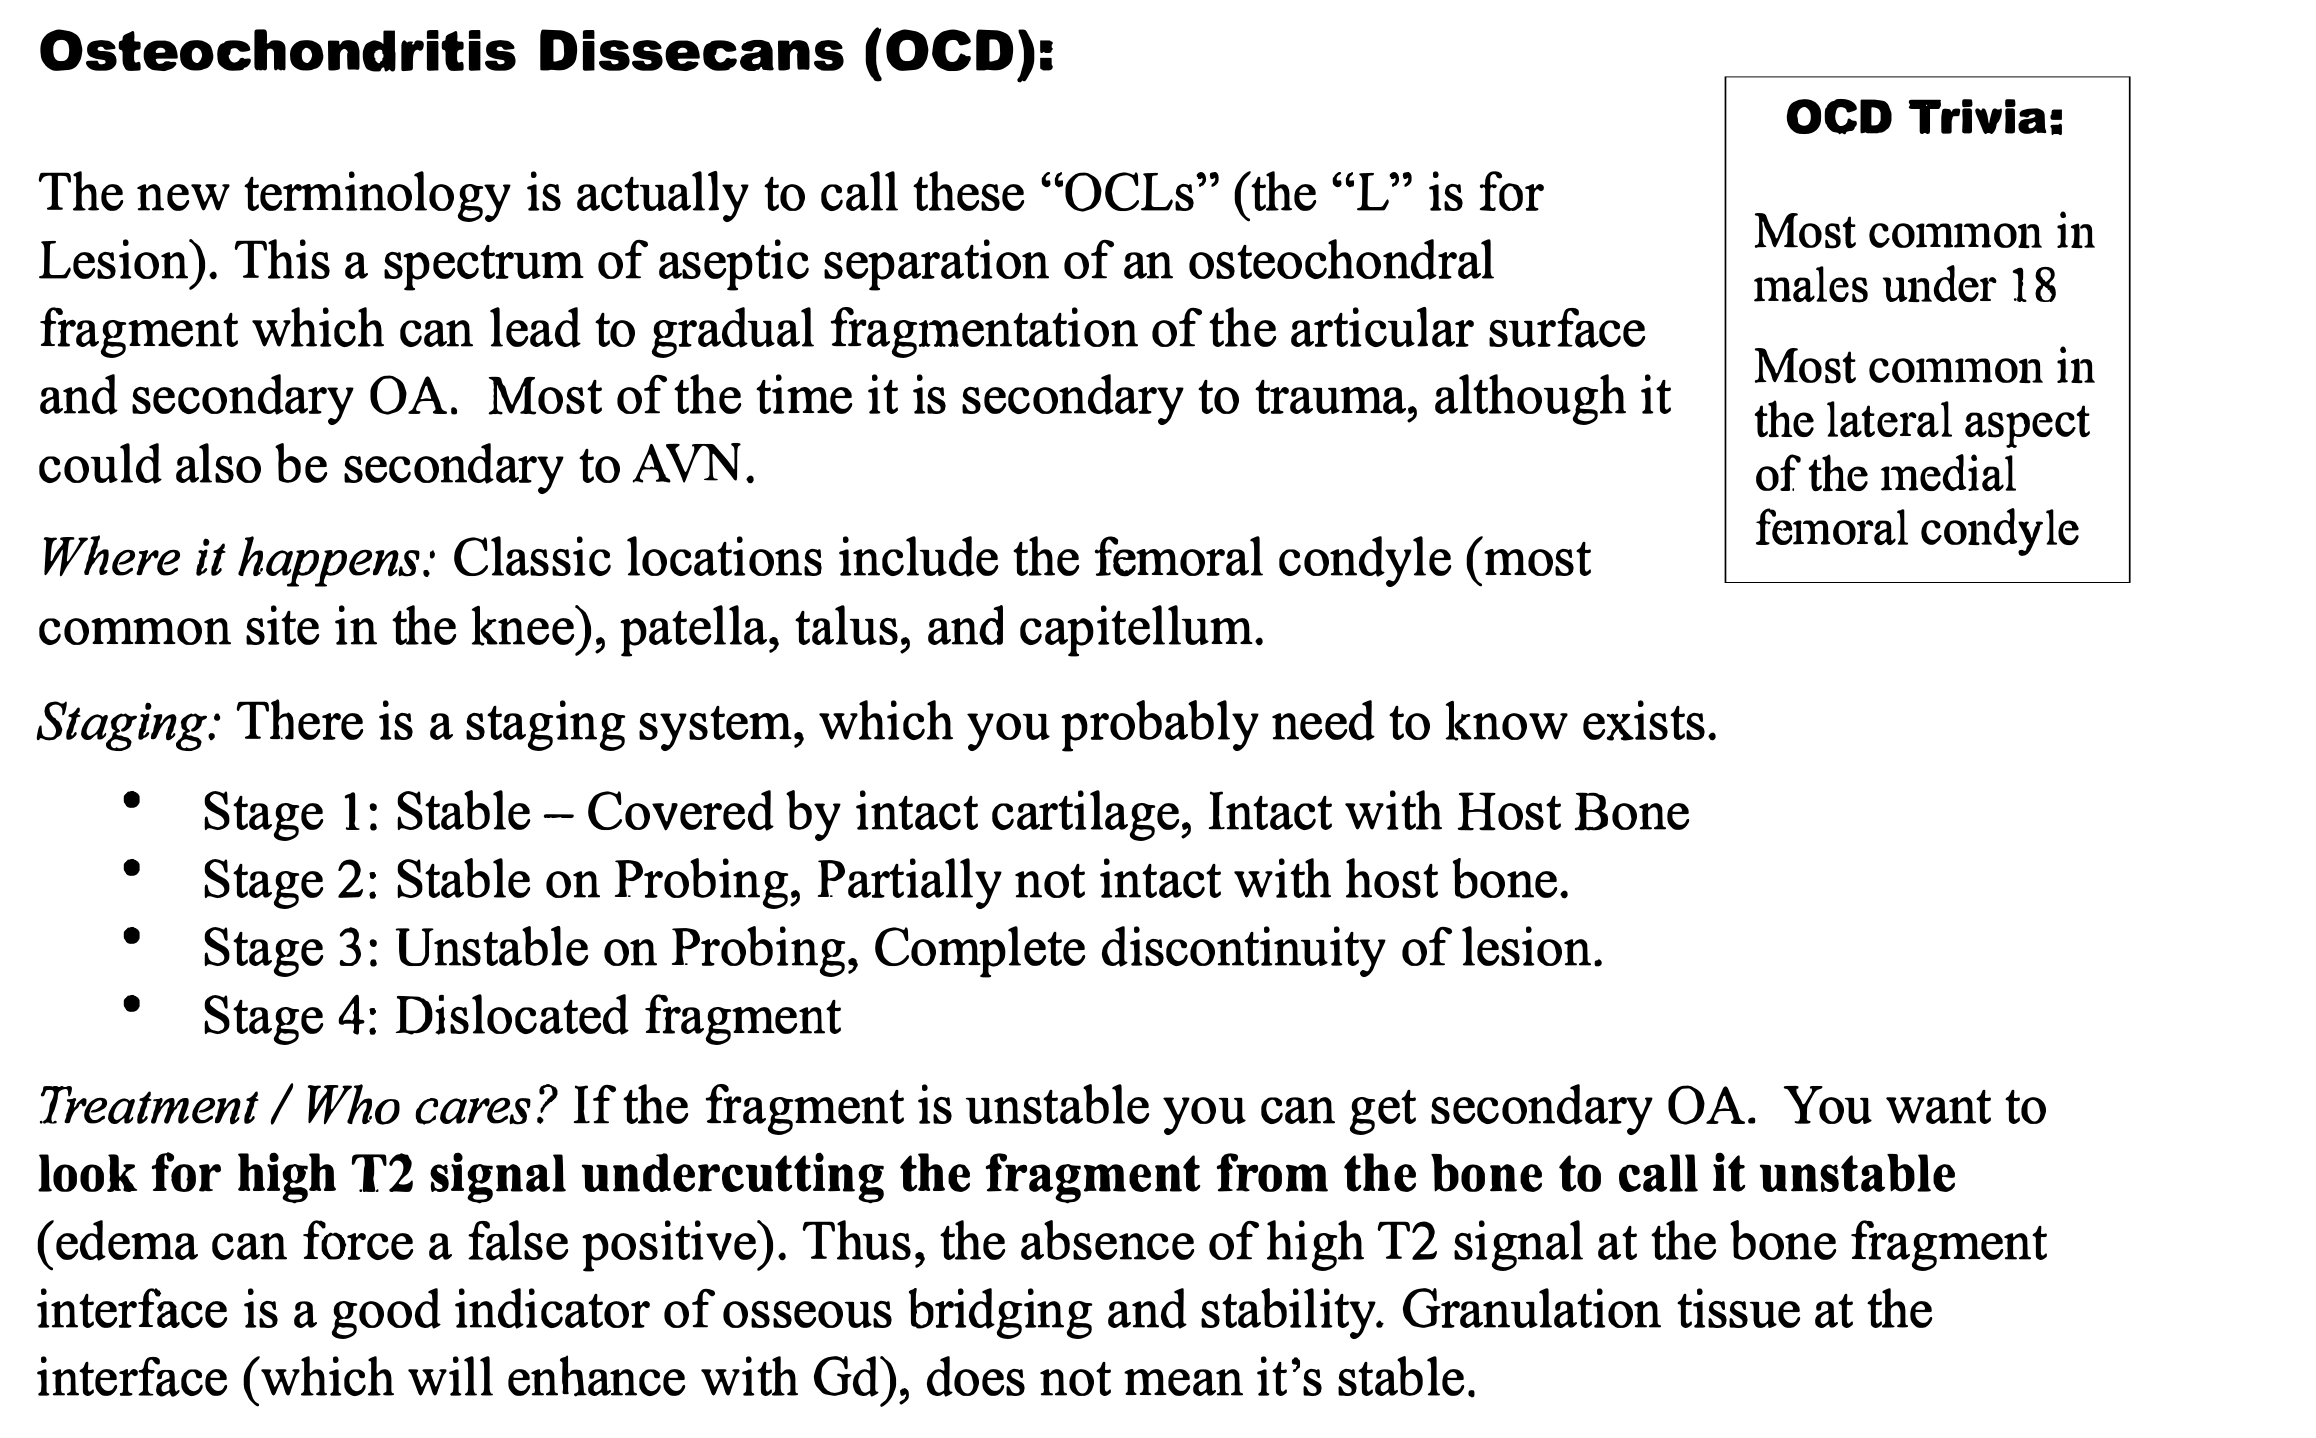 Osteochondritis Dissecans (OCD):
The new terminology is actually to call these “OCLs” (the “L” is for
Lesion). This a spectrum of aseptic separation of an osteochondral
fragment which can lead to gradual fragmentation of the articular surface
and secondary OA.  Most of the time it is secondary to trauma, although it
could also be secondary to AVN.
Where it happens: Classic locations include the femoral condyle (most
common site in the knee), patella, talus, and capitellum.
OCD Trivia:
Most common in
males under 18
Most common in
the lateral aspect
of the medial
femoral condyle
Staging: There is a staging system, which you probably need to know exists.
• Stage 1: Stable – Covered by intact cartilage, Intact with Host Bone
• Stage 2: Stable on Probing, Partially not intact with host bone.
• Stage 3: Unstable on Probing, Complete discontinuity of lesion.
• Stage 4: Dislocated fragment
Treatment / Who cares? If the fragment is unstable you can get secondary OA.  You want to
look for high T2 signal undercutting the fragment from the bone to call it unstable
(edema can force a false positive). Thus, the absence of high T2 signal at the bone fragment
interface is a good indicator of osseous bridging and stability. Granulation tissue at the
interface (which will enhance with Gd), does not mean it’s stable.